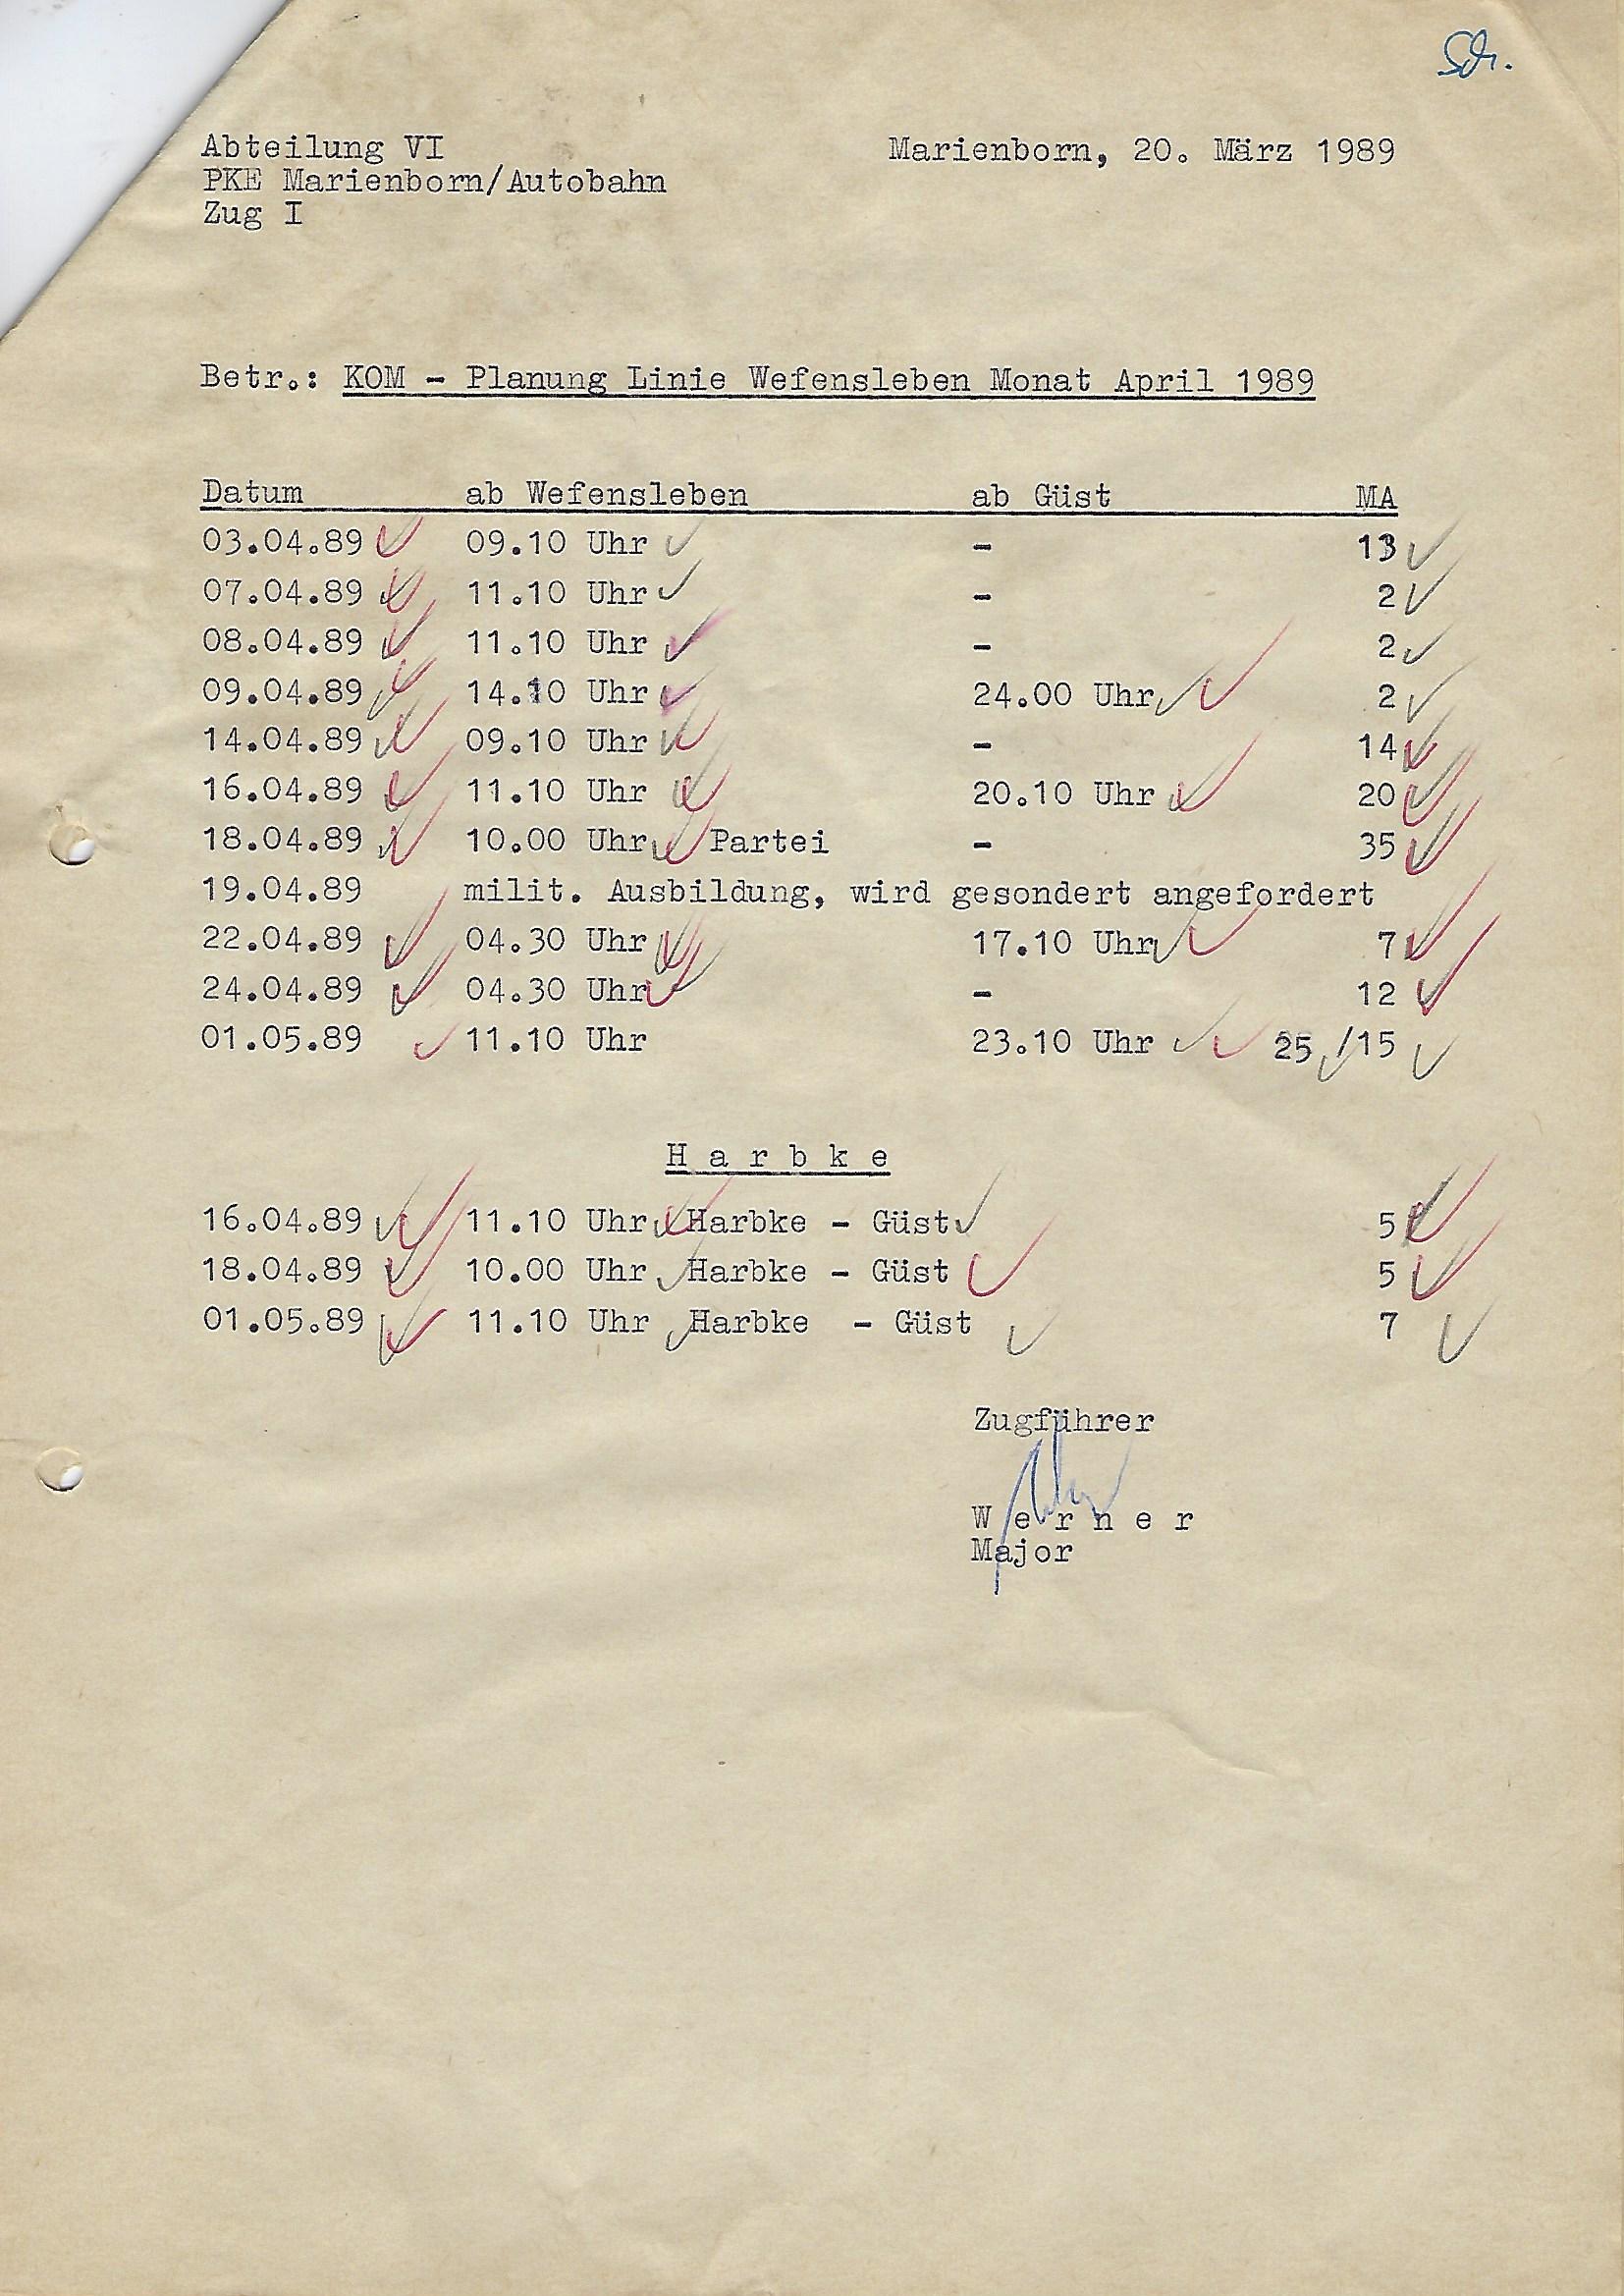 Sch.
Abteilung VI Marienborn, 20. März 1989
PKE Marienborn/Autobahn
Zug I
Betr.: KOM - Planung Linie Wefensleben Monat April 1989
Datum ab Wefensleben ab Güst MA
03.04.89 09.10 Uhr - 13
07.04.89 11.10 Uhr - 2
08.04.89 11.10 Uhr - 2
09.04.89 14.10 Uhr 24.00 Uhr 2
14.04.89 09.10 Uhr - 14
16.04.89 11.10 Uhr 20.10 Uhr 20
18.04.89 10.00 Uhr Partei - 35
19.04.89 milit. Ausbildung, wird gesondert angefordert
22.04.89 04.30 Uhr 17.10 Uhr 7
24.04.89 04.30 Uhr - 12
01.05.89 11.10 Uhr 23.10 Uhr 25 /15
H a r b k e
16.04.89 11.10 Uhr Harbke - Güst 5
18.04.89 10.00 Uhr Harbke - Güst 5
01.05.89 11.10 Uhr Harbke - Güst 7
Zugführer
W e r n e r
Major